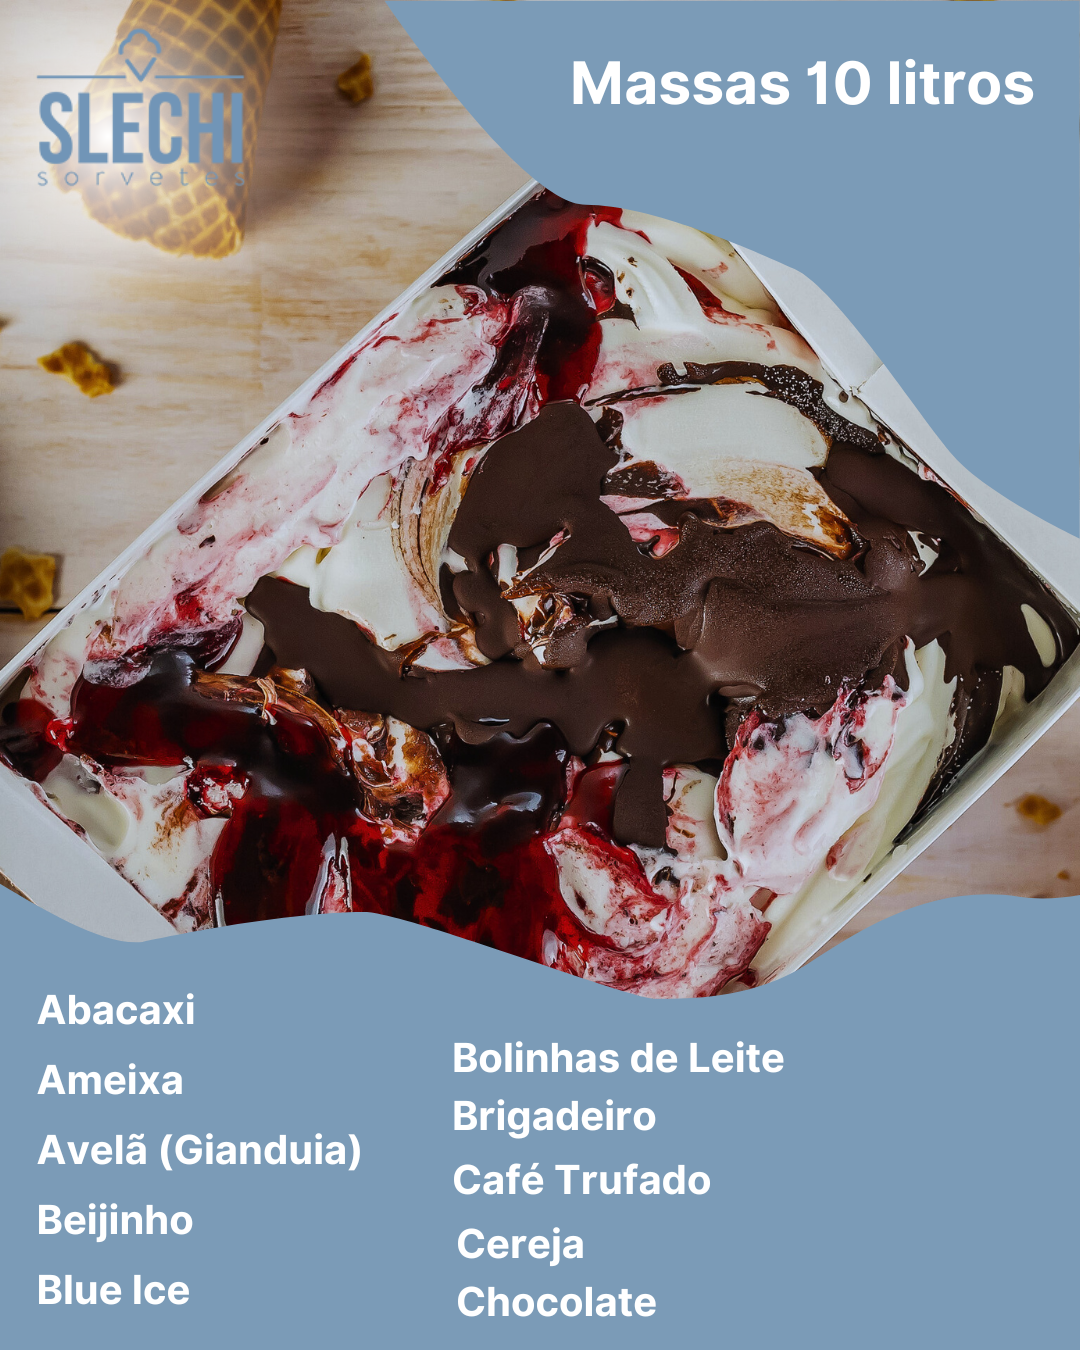 SLECHI
sorvetes
Massas 10 litros
Abacaxi
Ameixa
Avelã (Gianduia)
Beijinho
Blue Ice
Bolinhas de Leite
Brigadeiro
Café Trufado
Cereja
Chocolate